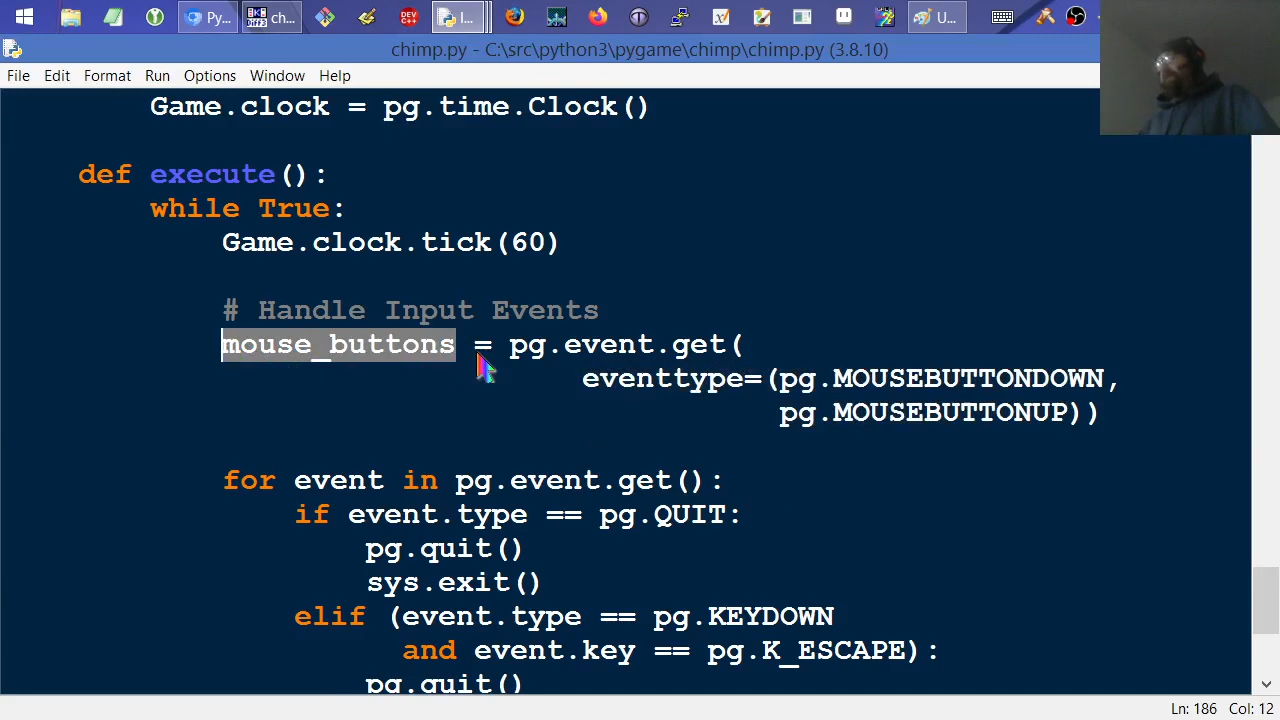 Py...
ch...
DEV C++
I...
U...
chimp.py - C:\src\python3\pygame\chimp\chimp.py (3.8.10)
File Edit Format Run Options Window Help
Game.clock = pg.time.Clock()
def execute():
while True:
Game.clock.tick(60)
# Handle Input Events
mouse_buttons = pg.event.get(
eventtype=(pg.MOUSEBUTTONDOWN,
pg.MOUSEBUTTONUP))
for event in pg.event.get():
if event.type == pg.QUIT:
pg.quit()
sys.exit()
elif (event.type == pg.KEYDOWN
and event.key == pg.K_ESCAPE):
pg.quit()
Ln: 186 Col: 12